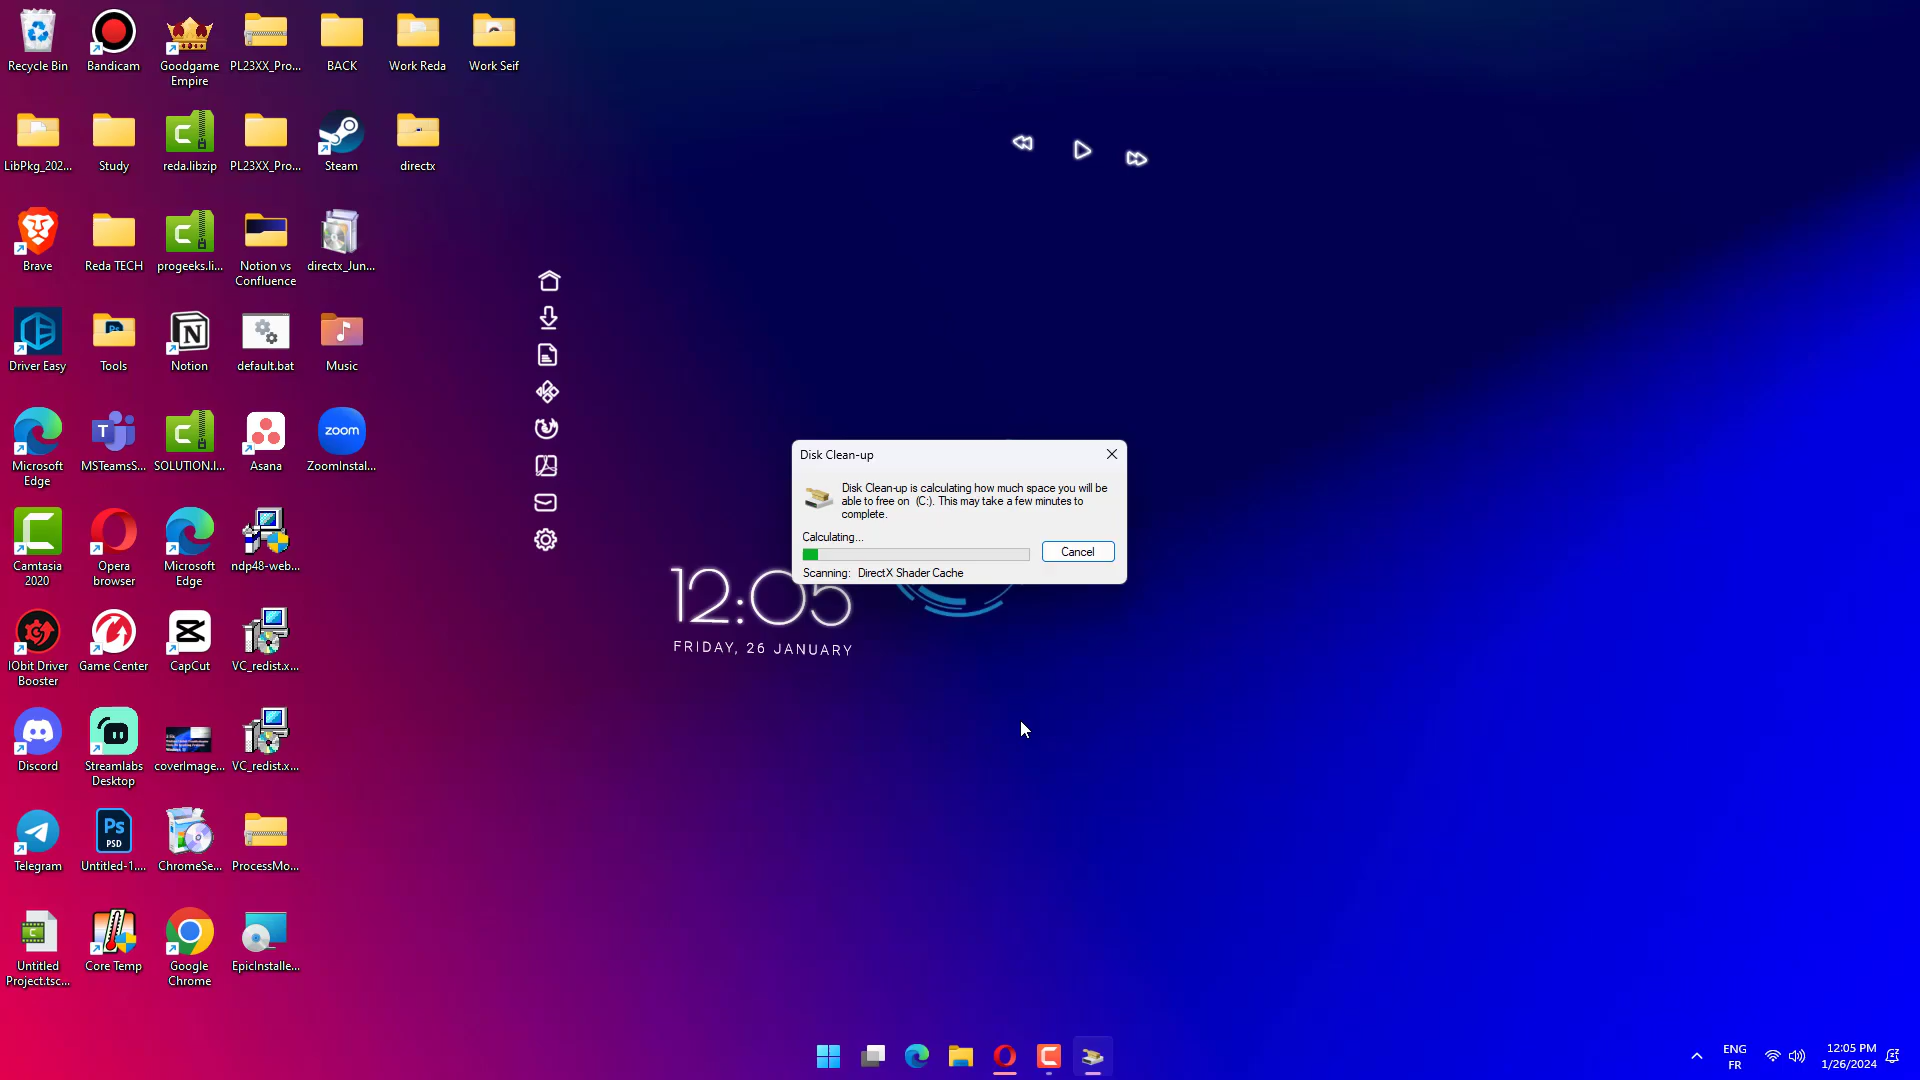 Recycle Bin
Bandicam
Goodgame
Empire
PL23XX_Pro...
BACK
Work Reda
Work Seif
LibPkg_202...
Study
reda.libzip
PL23XX_Pro...
Steam
directx
Brave
Reda TECH
progeeks.li...
Notion vs
Confluence
directx_Jun...
Driver Easy
Tools
Notion
default.bat
Music
Microsoft
Edge
MSTeamsS...
SOLUTION.l...
Asana
zoom
ZoomInstal...
Camtasia
2020
Opera
browser
Microsoft
Edge
ndp48-web...
IObit Driver
Booster
Game Center
CapCut
VC_redist.x...
Discord
Streamlabs
Desktop
coverImage...
VC_redist.x...
Telegram
Ps
PSD
Untitled-1....
ChromeSe...
ProcessMo...
Untitled
Project.tsc...
Core Temp
Google
Chrome
EpicInstalle...
Disk Clean-up
Disk Clean-up is calculating how much space you will be
able to free on (C:). This may take a few minutes to
complete.
Calculating...
Cancel
Scanning: DirectX Shader Cache
12:05
FRIDAY, 26 JANUARY
ENG
FR
12:05 PM
1/26/2024